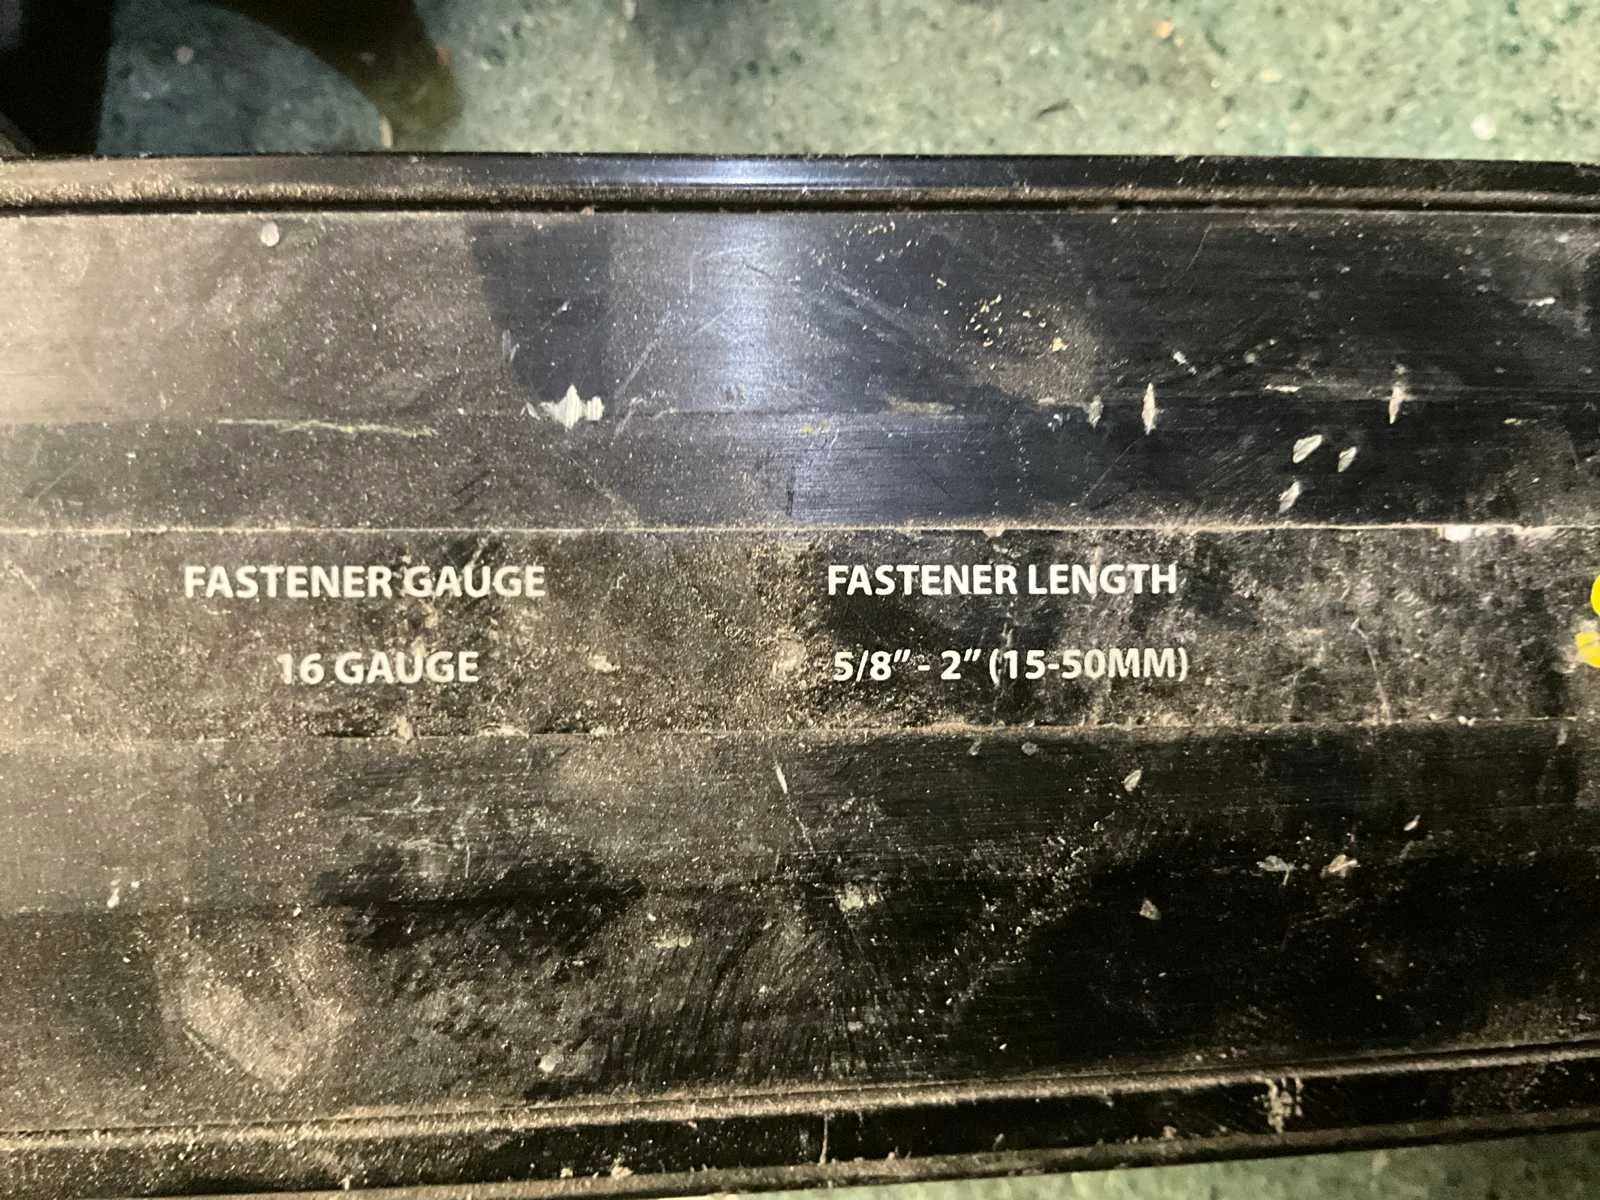 FASTENER GAUGE
16 GAUGE
FASTENER LENGTH
5/8" - 2" (15-50MM)